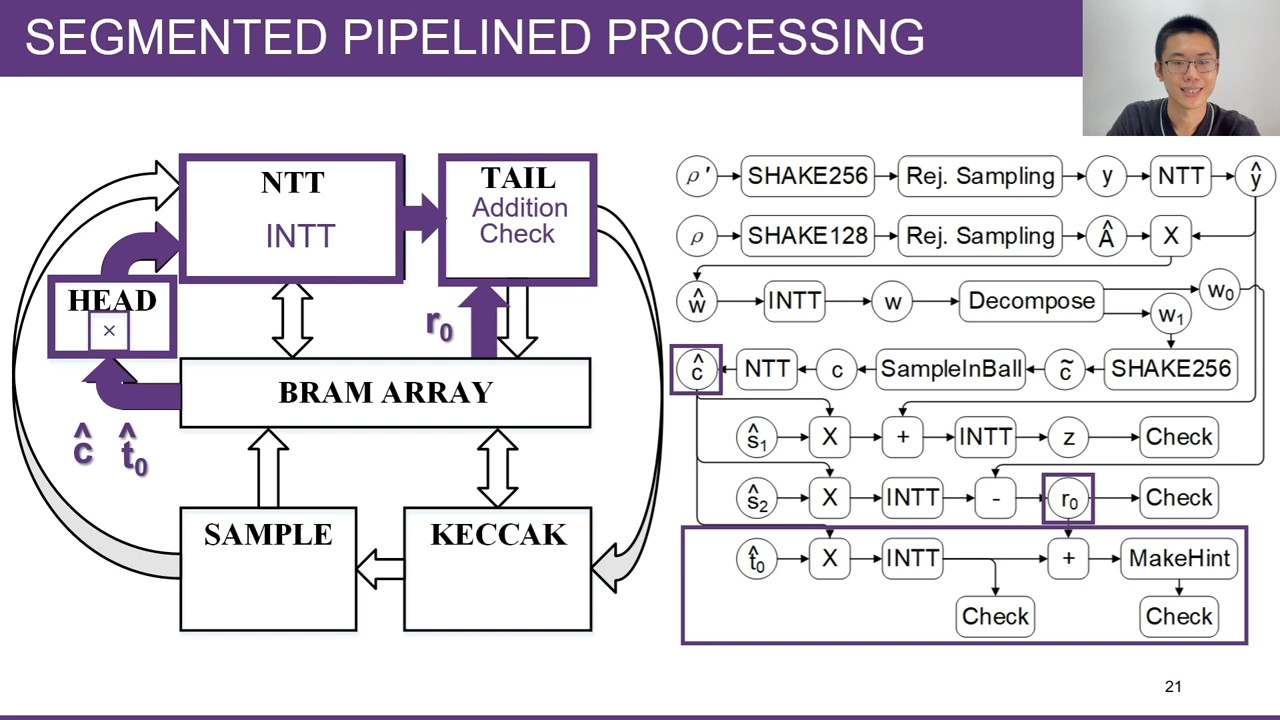 SEGMENTED PIPELINED PROCESSING
NTT
INTT
TAIL
Addition
Check
HEAD
×
r₀
BRAM ARRAY
ĉ t̂₀
SAMPLE
KECCAK
ρ' SHAKE256 Rej. Sampling y NTT ŷ
ρ SHAKE128 Rej. Sampling Â X
ŵ INTT w Decompose w₀
w₁
ĉ NTT c SampleInBall c̃ SHAKE256
ŝ₁ X + INTT z Check
ŝ₂ X INTT - r₀ Check
t̂₀ X INTT + MakeHint
Check Check
21